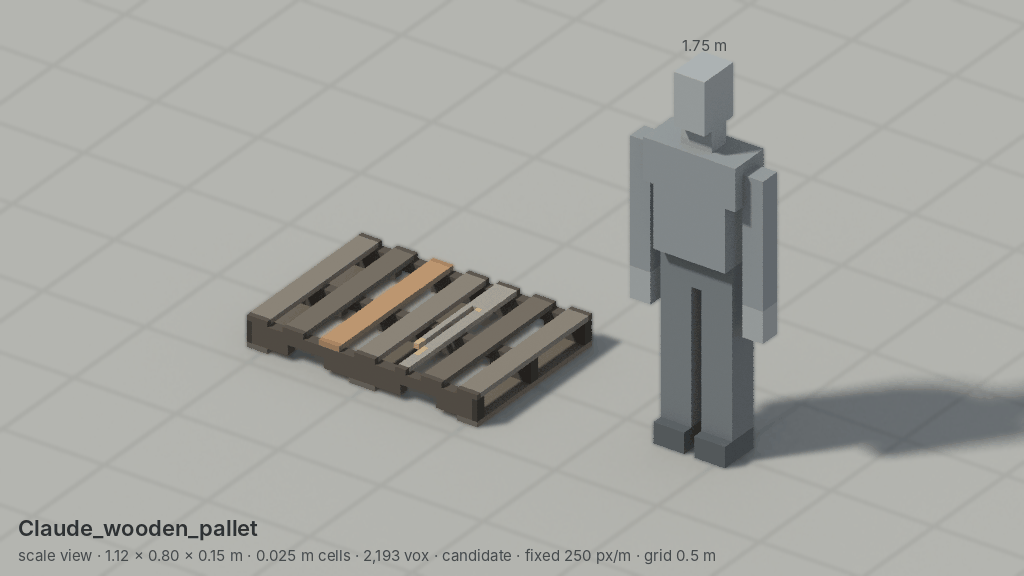 1.75 m
Claude_wooden_pallet
scale view · 1.12 × 0.80 × 0.15 m · 0.025 m cells · 2,193 vox · candidate · fixed 250 px/m · grid 0.5 m